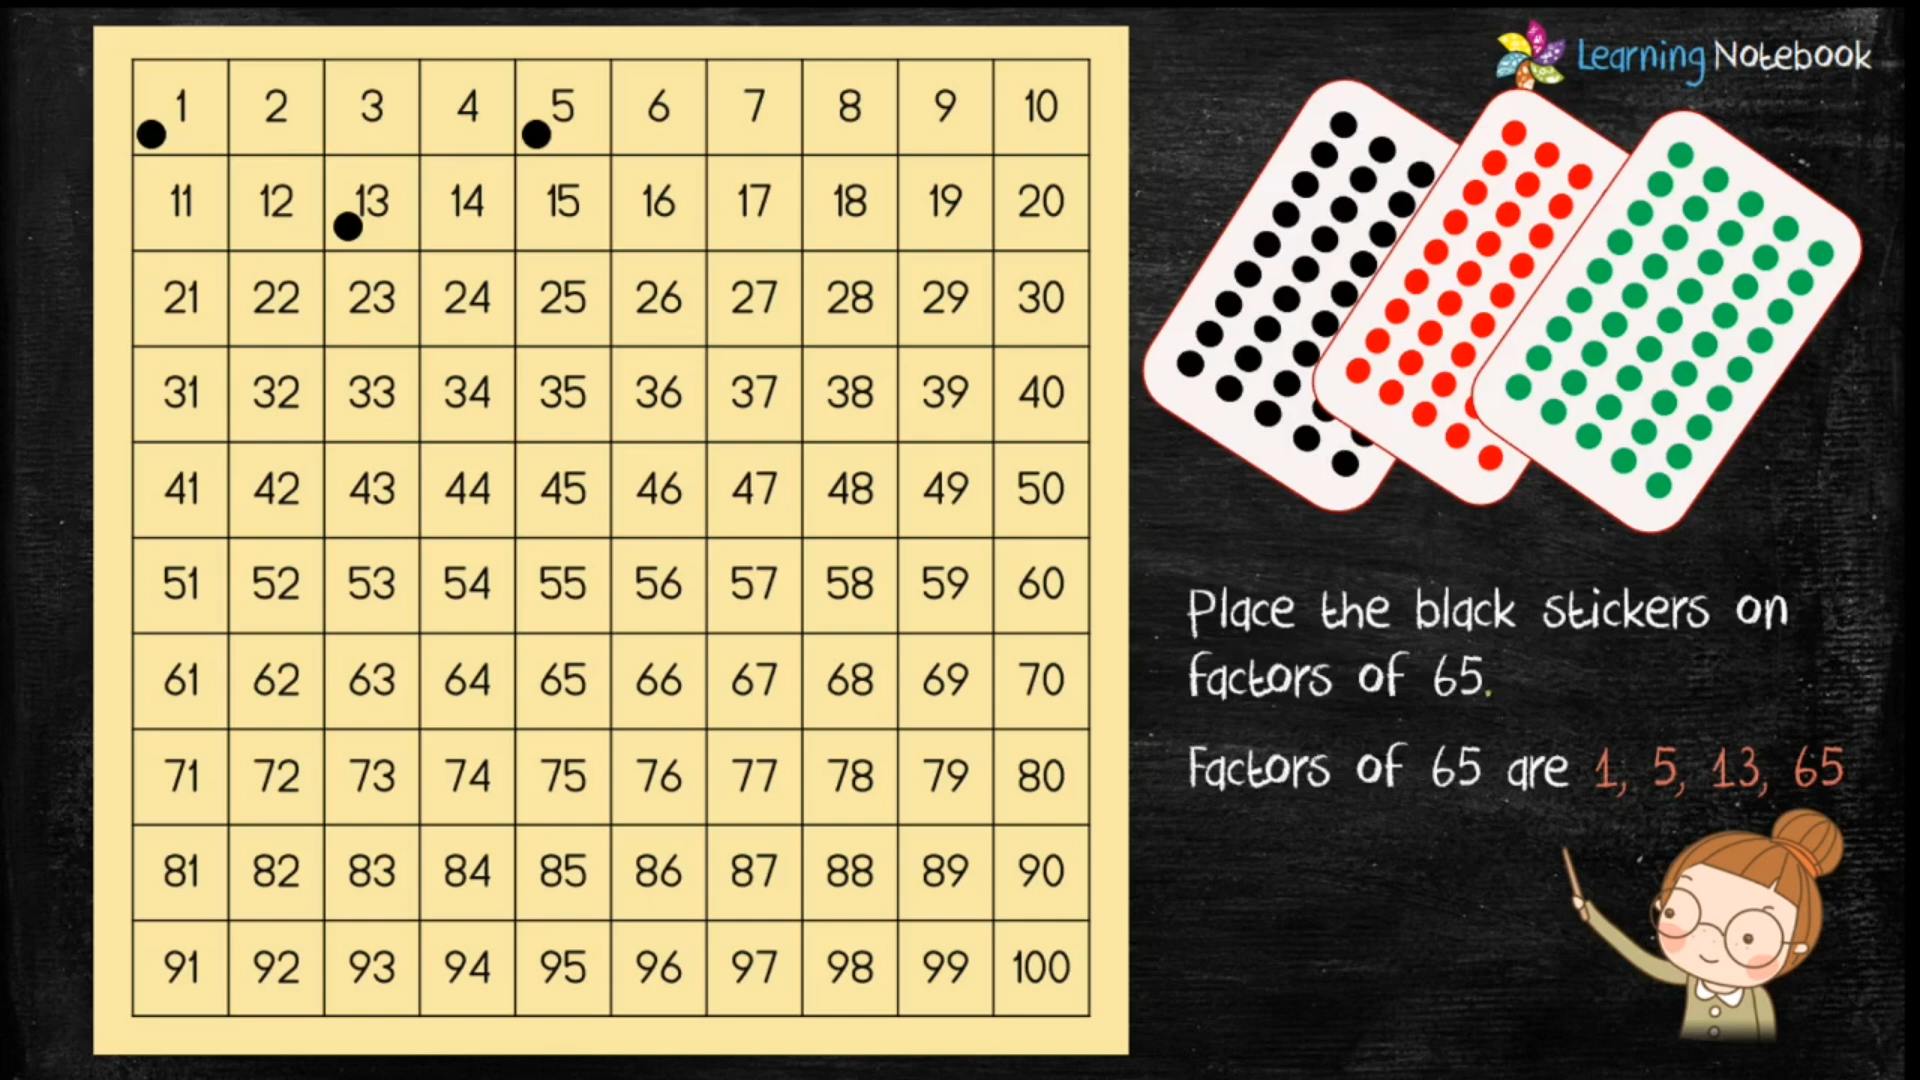 Learning Notebook
1 2 3 4 5 6 7 8 9 10
11 12 13 14 15 16 17 18 19 20
21 22 23 24 25 26 27 28 29 30
31 32 33 34 35 36 37 38 39 40
41 42 43 44 45 46 47 48 49 50
51 52 53 54 55 56 57 58 59 60
61 62 63 64 65 66 67 68 69 70
71 72 73 74 75 76 77 78 79 80
81 82 83 84 85 86 87 88 89 90
91 92 93 94 95 96 97 98 99 100
Place the black stickers on
factors of 65.
Factors of 65 are 1, 5, 13, 65